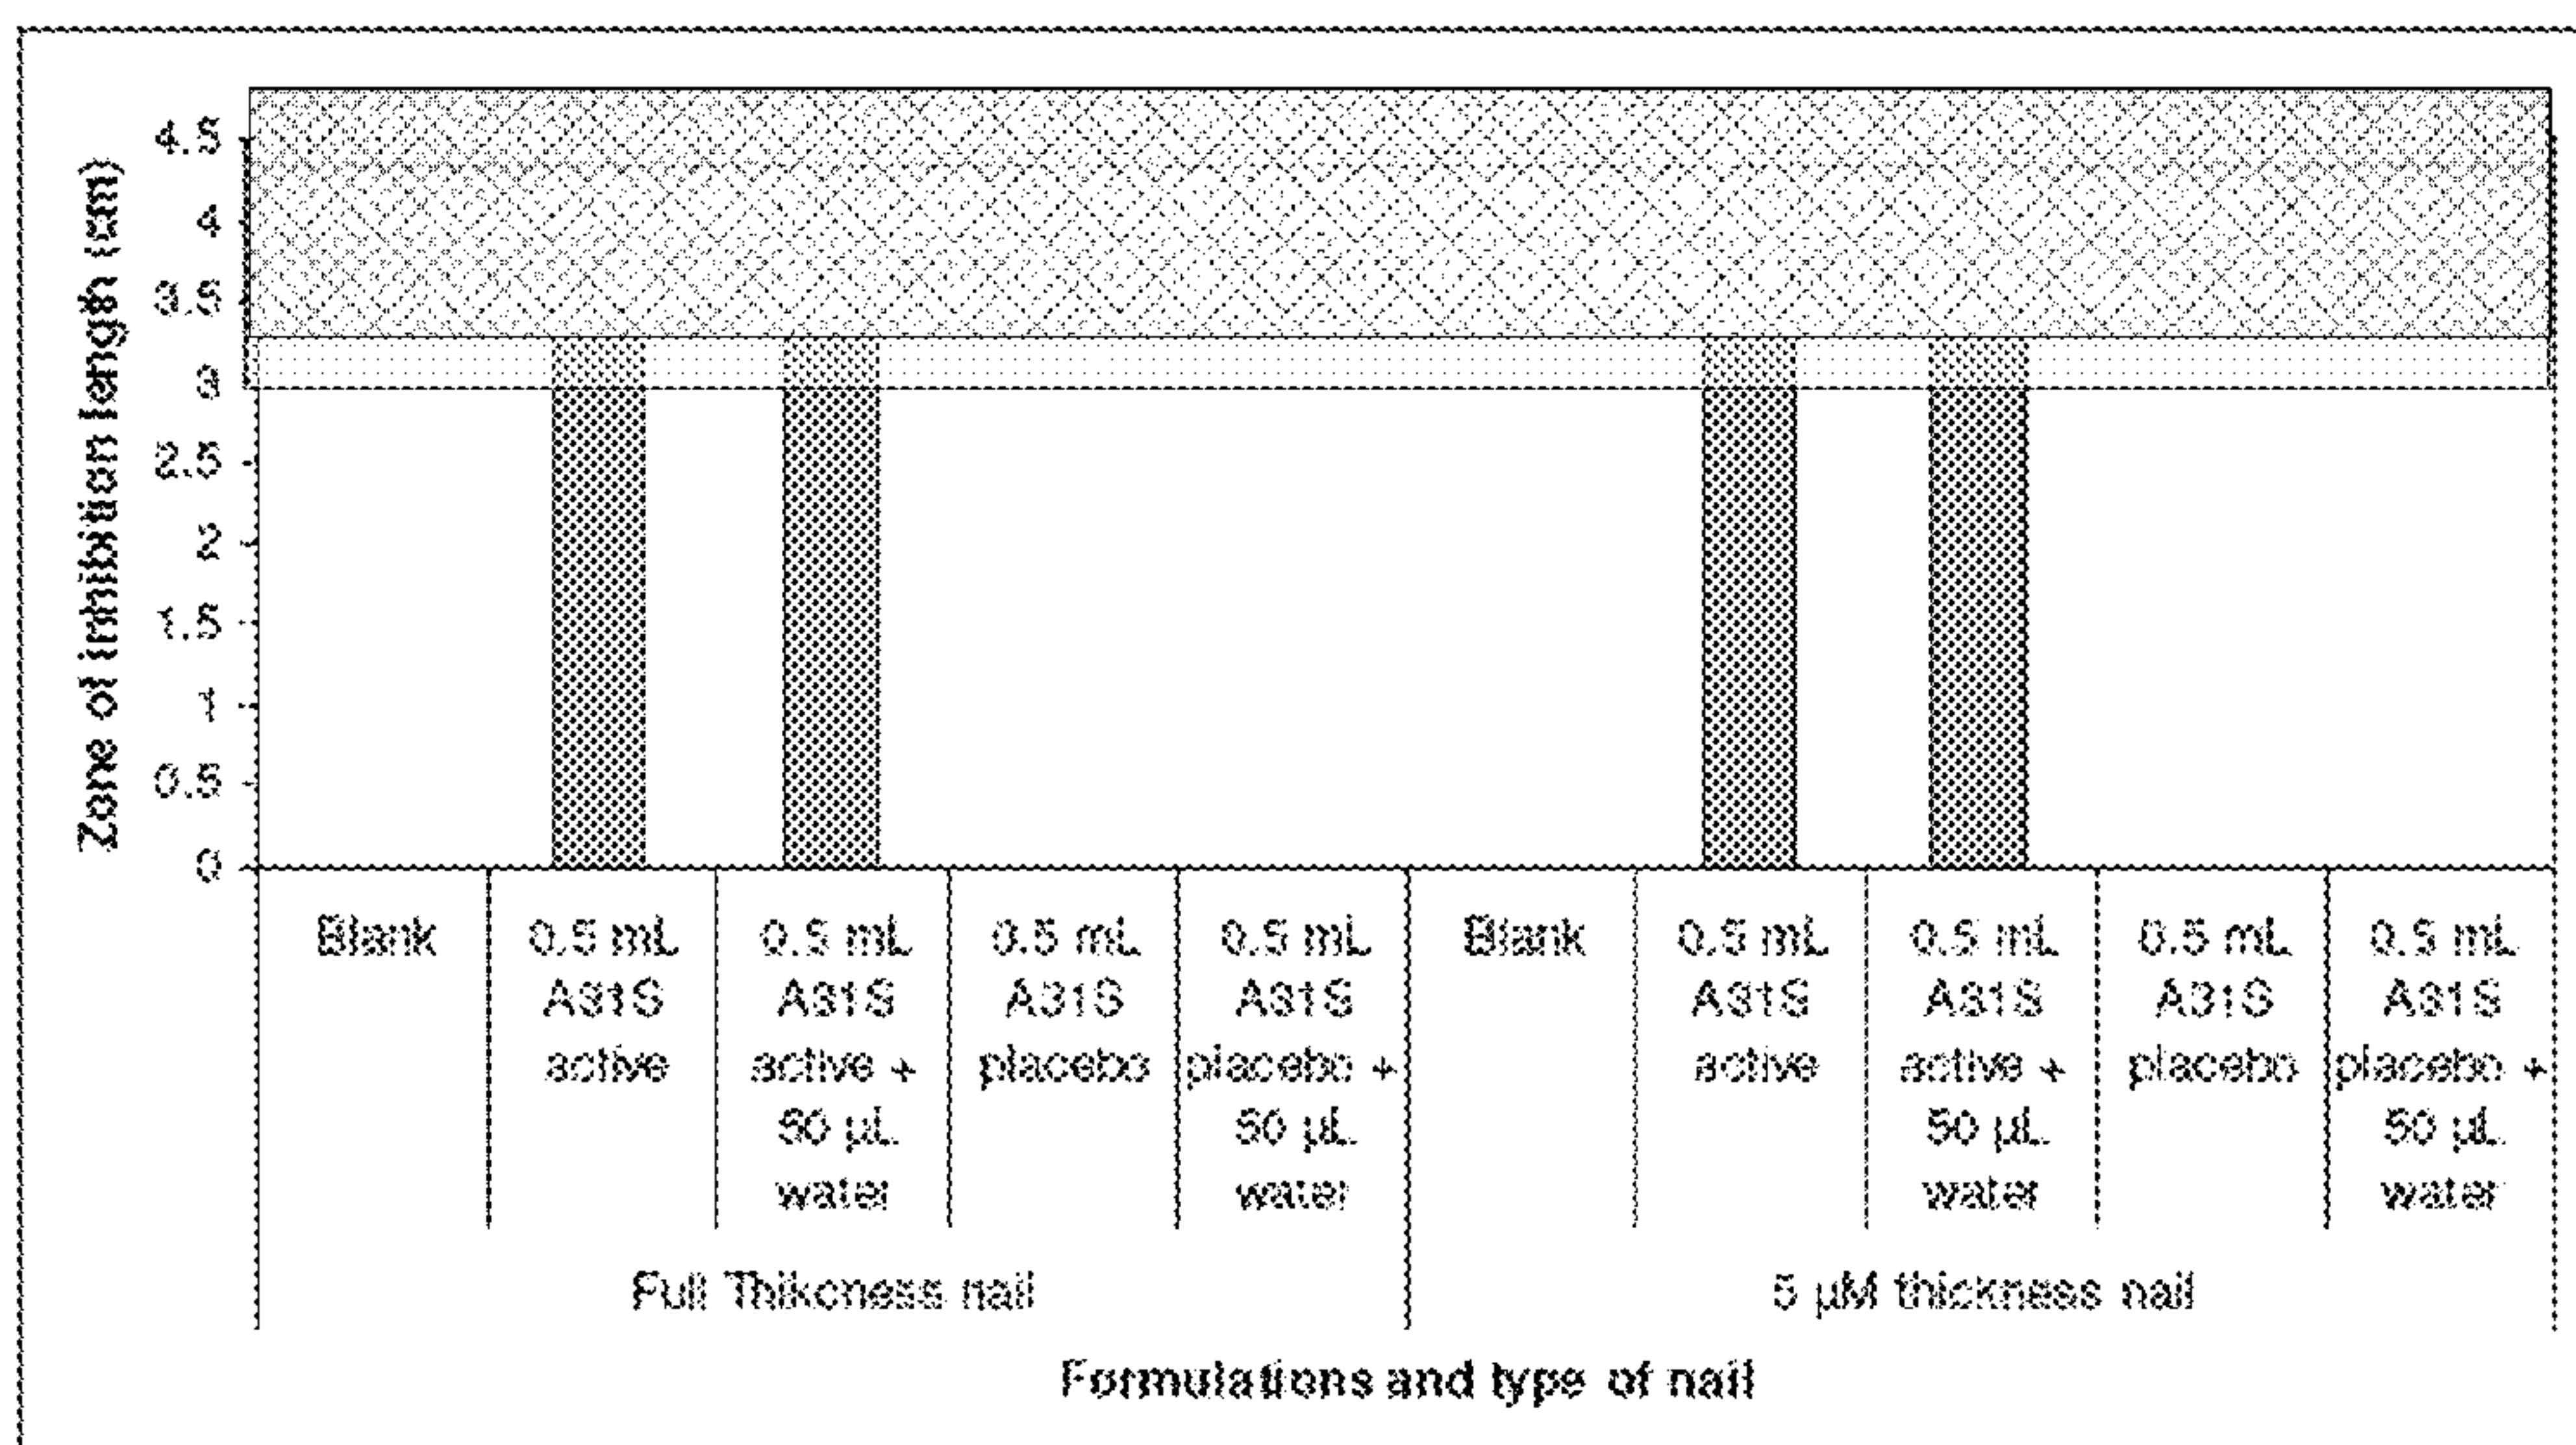 Zone of inhibition length (cm)
4.5
4
3.5
3
2.5
2
1.5
1
0.5
0
Blank
0.5 mL
A31S
active
0.5 mL
A31S
active +
50 µL
water
0.5 mL
A31S
placebo
0.5 mL
A31S
placebo +
50 µL
water
Blank
0.5 mL
A31S
active
0.5 mL
A31S
active +
50 µL
water
0.5 mL
A31S
placebo
0.5 mL
A31S
placebo +
50 µL
water
Full Thikcness nail
5 µM thickness nail
Formulations and type of nail